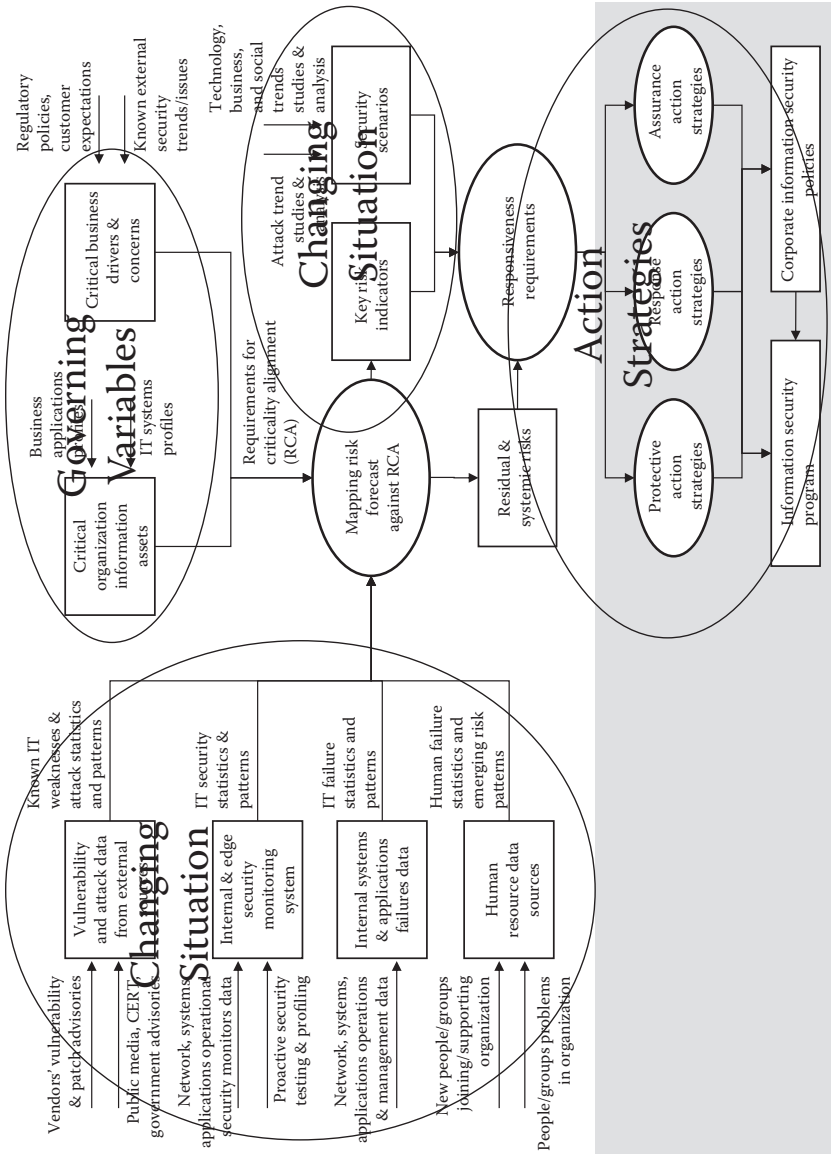 Vendors' vulnerability
& patch advisories
Public media, CERT,
government advisories
Vulnerability
and attack data
from external
sources
Known IT
weaknesses &
attack statistics
and patterns
Changing
Situation
Network, systems,
applications operational
security monitors data
Proactive security
testing & profiling
Internal & edge
security
monitoring
system
IT security
statistics &
patterns
Network, systems,
applications operations
& management data
Internal systems
& applications
failures data
IT failure
statistics and
patterns
New people/groups
joining/supporting
organization
People/groups problems
in organization
Human
resource data
sources
Human failure
statistics and
emerging risk
patterns
Governing
Variables
Critical
organization
information
assets
Business
applications
profiles
IT systems
profiles
Critical business
drivers &
concerns
Regulatory
policies,
customer
expectations
Known external
security
trends/issues
Requirements for
criticality alignment
(RCA)
Mapping risk
forecast
against RCA
Changing
Situation
Attack trend
studies &
analysis
Technology,
business,
and social
trends
studies &
analysis
Key risk
indicators
Security
scenarios
Residual &
systemic risks
Responsiveness
requirements
Action
Strategies
Protective
action
strategies
Response
action
strategies
Assurance
action
strategies
Information security
program
Corporate information security
policies